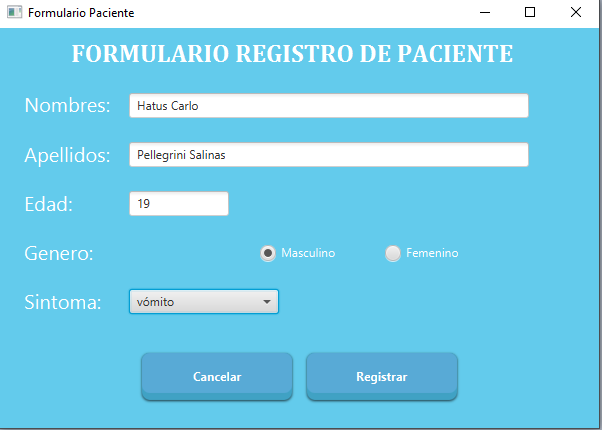 Formulario Paciente
FORMULARIO REGISTRO DE PACIENTE
Nombres: Hatus Carlo
Apellidos: Pellegrini Salinas
Edad: 19
Genero: Masculino Femenino
Sintoma: vómito
Cancelar Registrar